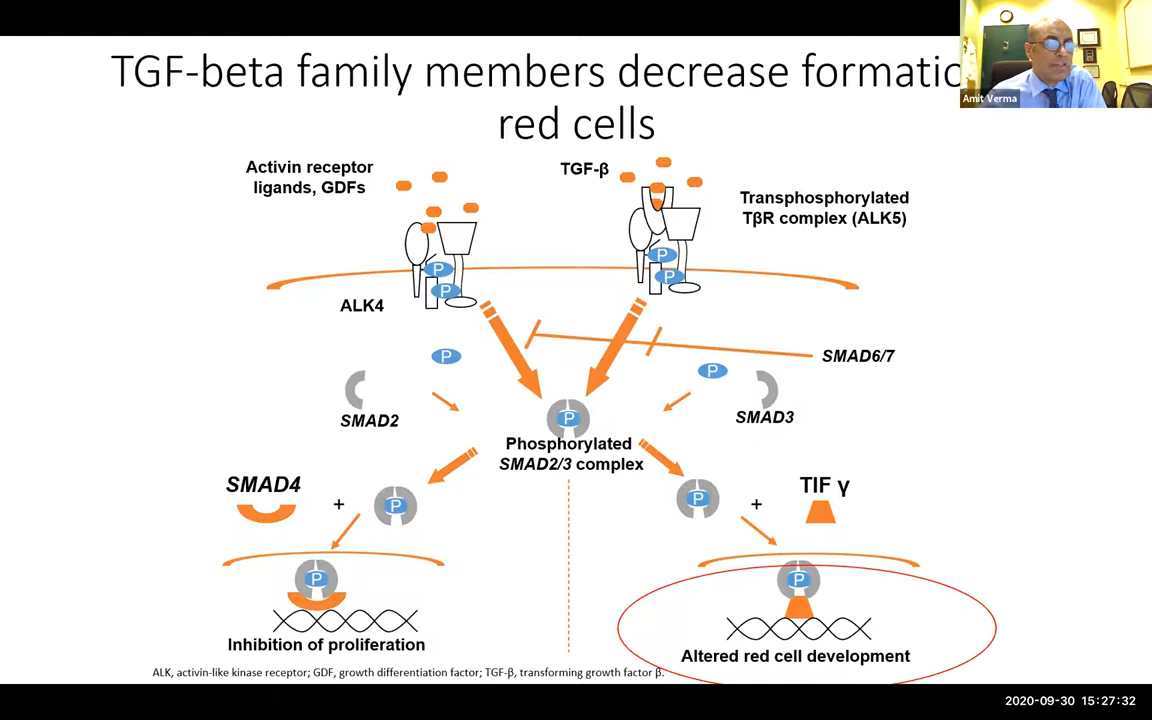 TGF-beta family members decrease formatio
red cells
Amit Verma
Activin receptor
ligands, GDFs
TGF-β
Transphosphorylated
TβR complex (ALK5)
P
P
P
P
ALK4
P
SMAD6/7
P
SMAD2
SMAD3
P
Phosphorylated
SMAD2/3 complex
SMAD4
+
P
P
+
TIF γ
P
P
Inhibition of proliferation
Altered red cell development
ALK, activin-like kinase receptor; GDF, growth differentiation factor; TGF-β, transforming growth factor β.
2020-09-30 15:27:32